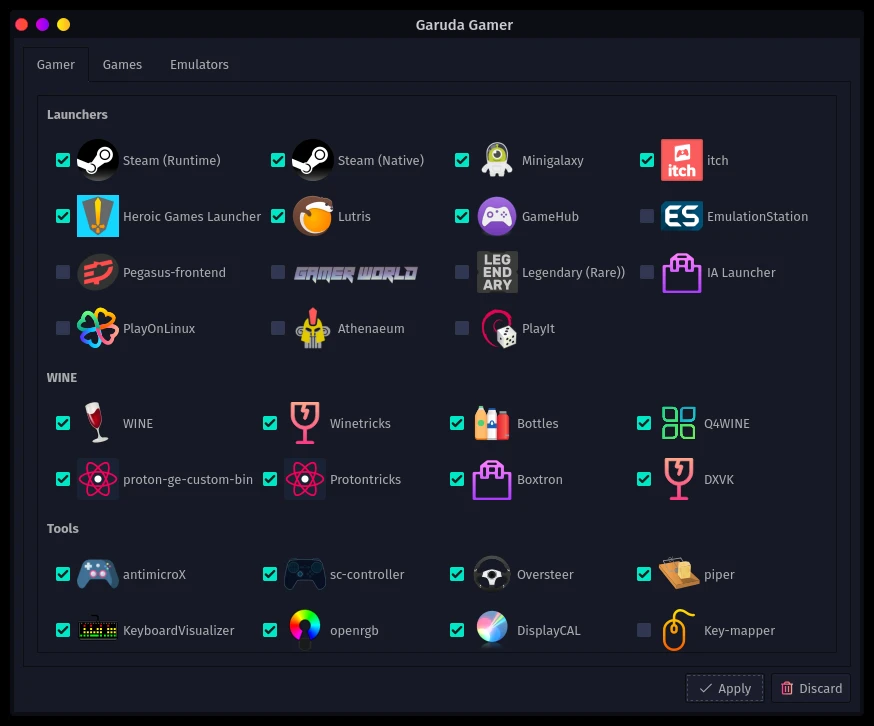 Garuda Gamer
Gamer Games Emulators
Launchers
Steam (Runtime) Steam (Native) Minigalaxy itch itch
Heroic Games Launcher Lutris GameHub ES EmulationStation
Pegasus-frontend GAMER WORLD LEG
END
ARY Legendary (Rare)) IA Launcher
PlayOnLinux Athenaeum PlayIt
WINE
WINE Winetricks Bottles Q4WINE
proton-ge-custom-bin Protontricks Boxtron DXVK
Tools
antimicroX sc-controller Oversteer piper
KeyboardVisualizer openrgb DisplayCAL Key-mapper
Apply Discard